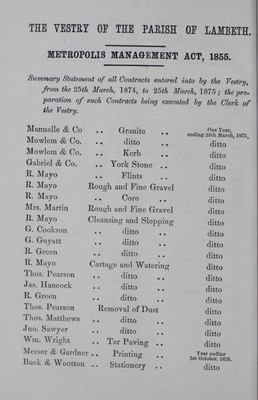 THE VESTRY OF THE PARISH OF LAMBETH.
METROPOLIS MANAGEMENT ACT, 1855.
Summary Statement of all Contracts entered into by the Vestry,
from the 25th March, 1874, to 25th March, 1875; the pre-
paration of such Contracts being executed by the Clerk of
the Vestry.
Manuelle & Co .. Granite .. One Year, ending 25th March, 1875,
Mowlem & Co. .. ditto .. ditto
Mowlem & Co. .. Kerb .. ditto
Gabriel & Co. .. York Stone .. ditto
R. Mayo .. Flints .. ditto
R. Mayo Rough and Fine Gravel ditto
R. Mayo .. Core .. ditto
Mrs. Martin Rough and Fine Gravel ditto
R. Mayo Cleansing and Slopping ditto
G. Cookson .. ditto .. ditto
G. Guyatt .. ditto .. ditto
R. Green .. ditto .. ditto
R. Mayo Cartage and Watering ditto
Thos. Pearson .. ditto .. ditto
Jas. Hancock .. ditto .. ditto
R. Green .. ditto .. ditto
Thos. Pearson Removal of Dust ditto
Thos. Matthews .. ditto .. ditto
Jno. Sawyer .. ditto .. ditto
Wm. Wright .. Tar Paving .. ditto
Merser & Gardner .. Printing .. Year ending 1st October, 1875.
Buck & Wootton .. Stationery .. ditto